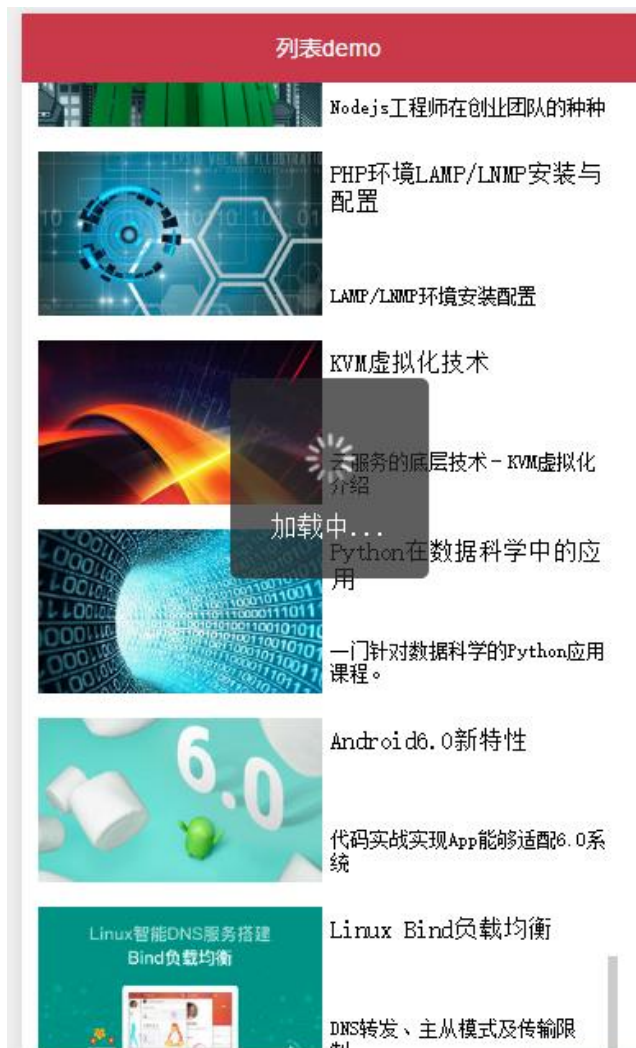 列表demo
Nodejs工程师在创业团队的种种
PHP环境LAMP/LNMP安装与
配置
LAMP/LNMP环境安装配置
KVM虚拟化技术
云服务的底层技术-KVM虚拟化
介绍
加载中...
Python在数据科学中的应
用
一门针对数据科学的Python应用
课程。
6.0
Android6.0新特性
代码实战实现App能够适配6.0系
统
Linux智能DNS服务搭建
Bind负载均衡
Linux Bind负载均衡
DNS转发、主从模式及传输限